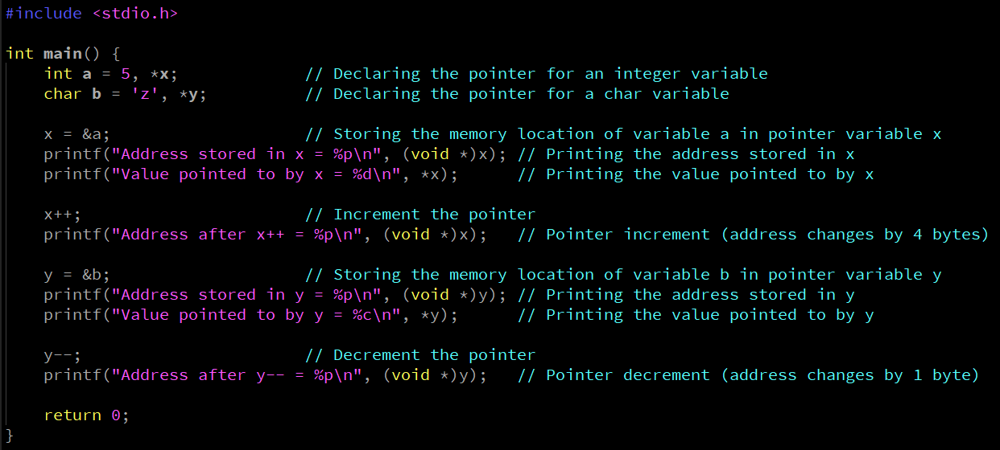 #include <stdio.h>

int main() {
    int a = 5, *x;             // Declaring the pointer for an integer variable
    char b = 'z', *y;          // Declaring the pointer for a char variable

    x = &a;                    // Storing the memory location of variable a in pointer variable x
    printf("Address stored in x = %p\n", (void *)x); // Printing the address stored in x
    printf("Value pointed to by x = %d\n", *x);      // Printing the value pointed to by x

    x++;                       // Increment the pointer
    printf("Address after x++ = %p\n", (void *)x);   // Pointer increment (address changes by 4 bytes)

    y = &b;                    // Storing the memory location of variable b in pointer variable y
    printf("Address stored in y = %p\n", (void *)y); // Printing the address stored in y
    printf("Value pointed to by y = %c\n", *y);      // Printing the value pointed to by y

    y--;                       // Decrement the pointer
    printf("Address after y-- = %p\n", (void *)y);   // Pointer decrement (address changes by 1 byte)

    return 0;
}